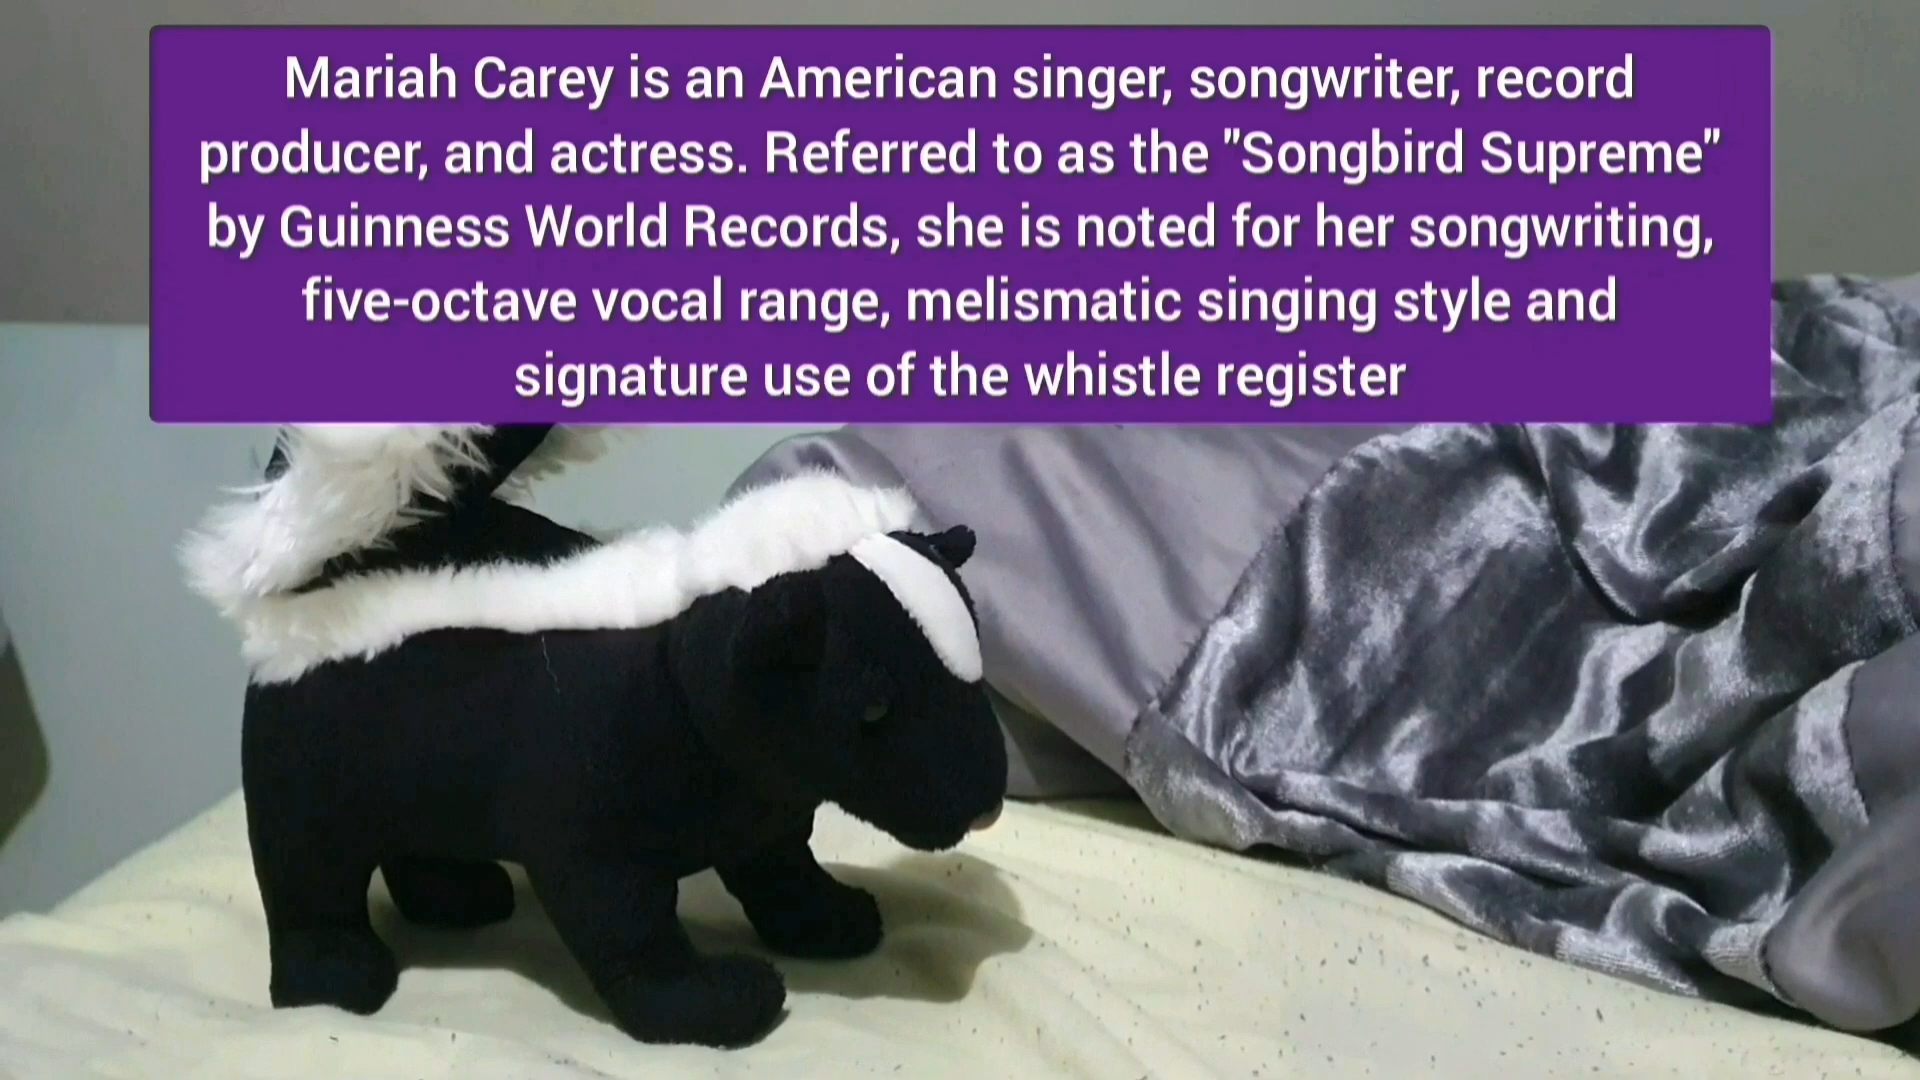 Mariah Carey is an American singer, songwriter, record
producer, and actress. Referred to as the "Songbird Supreme"
by Guinness World Records, she is noted for her songwriting,
five-octave vocal range, melismatic singing style and
signature use of the whistle register